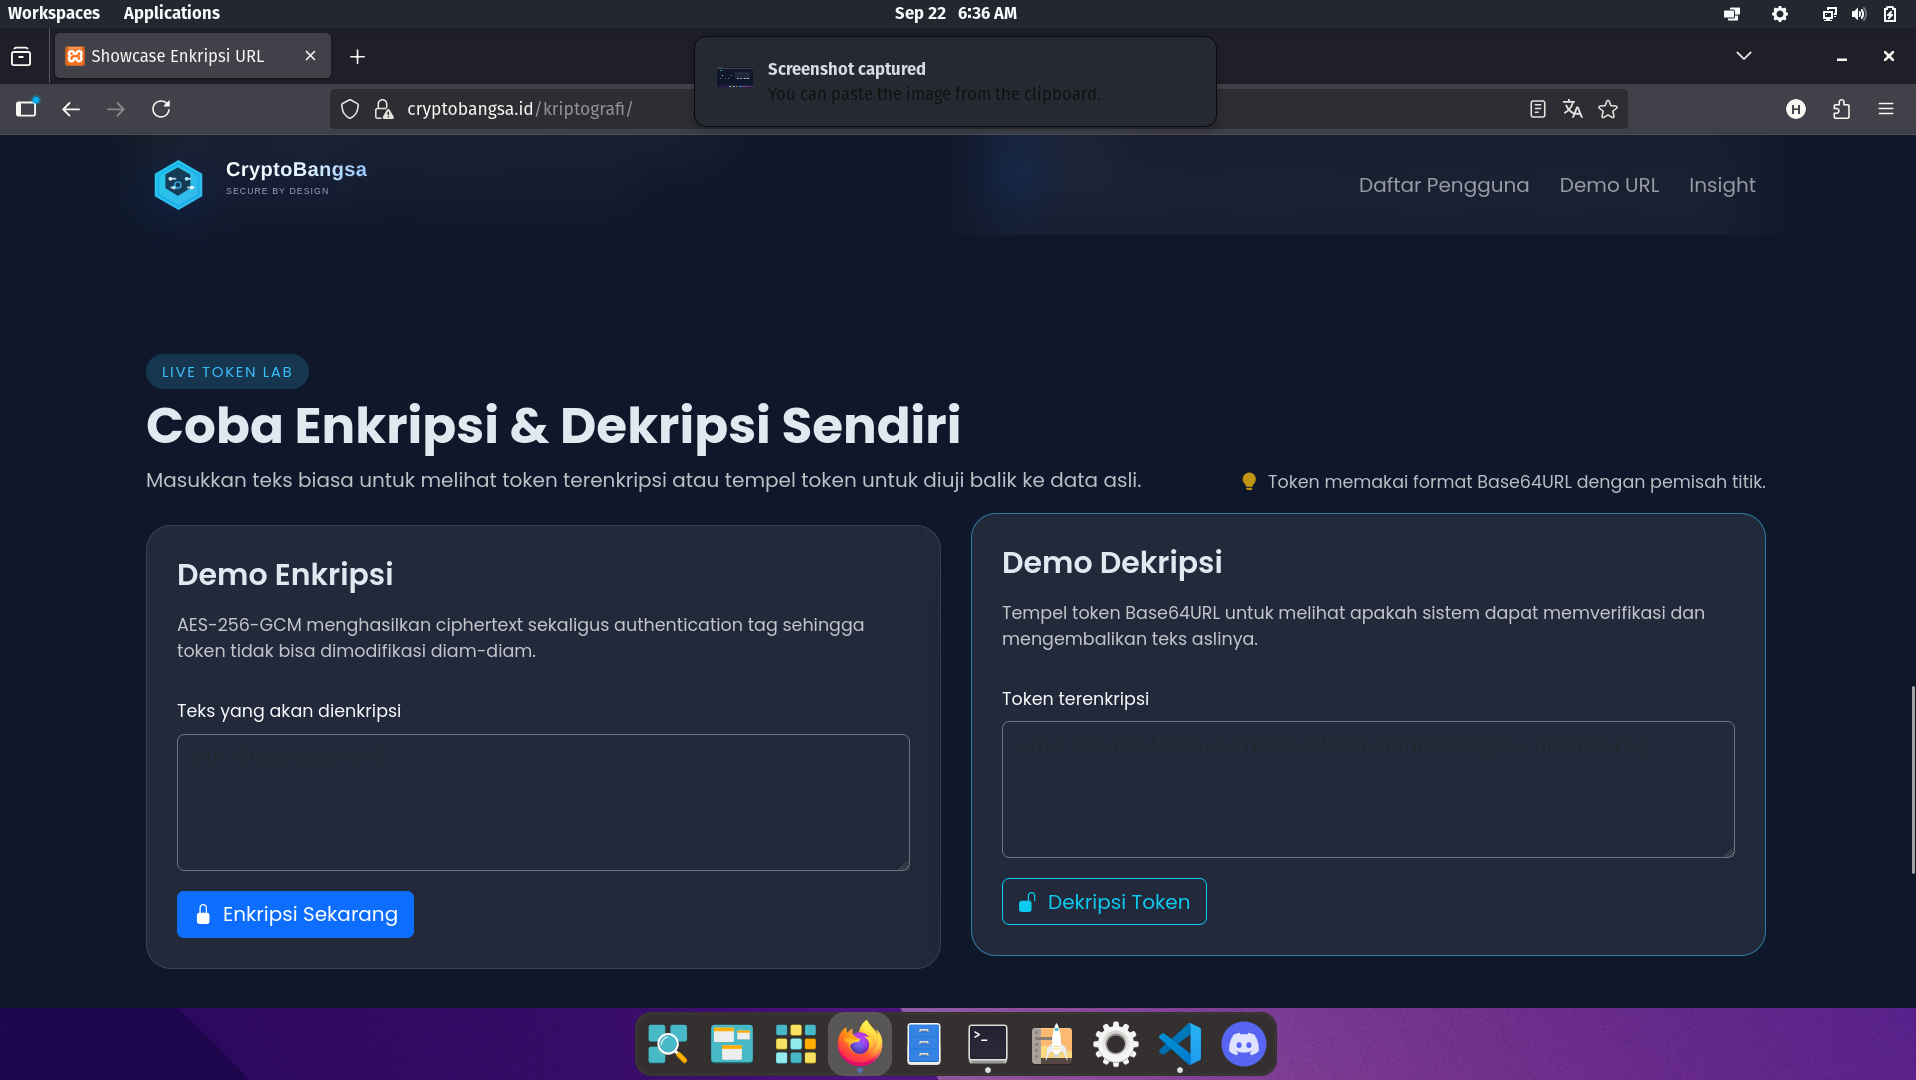 Workspaces Applications Sep 22 6:36 AM
Showcase Enkripsi URL
Screenshot captured
You can paste the image from the clipboard.
cryptobangsa.id/kriptografi/
H
CryptoBangsa
SECURE BY DESIGN
Daftar Pengguna Demo URL Insight
LIVE TOKEN LAB
Coba Enkripsi & Dekripsi Sendiri
Masukkan teks biasa untuk melihat token terenkripsi atau tempel token untuk diuji balik ke data asli.
Token memakai format Base64URL dengan pemisah titik.
Demo Enkripsi
AES-256-GCM menghasilkan ciphertext sekaligus authentication tag sehingga
token tidak bisa dimodifikasi diam-diam.
Teks yang akan dienkripsi
cth. ID pengguna 18
Enkripsi Sekarang
Demo Dekripsi
Tempel token Base64URL untuk melihat apakah sistem dapat memverifikasi dan
mengembalikan teks aslinya.
Token terenkripsi
cth.
Dekripsi Token